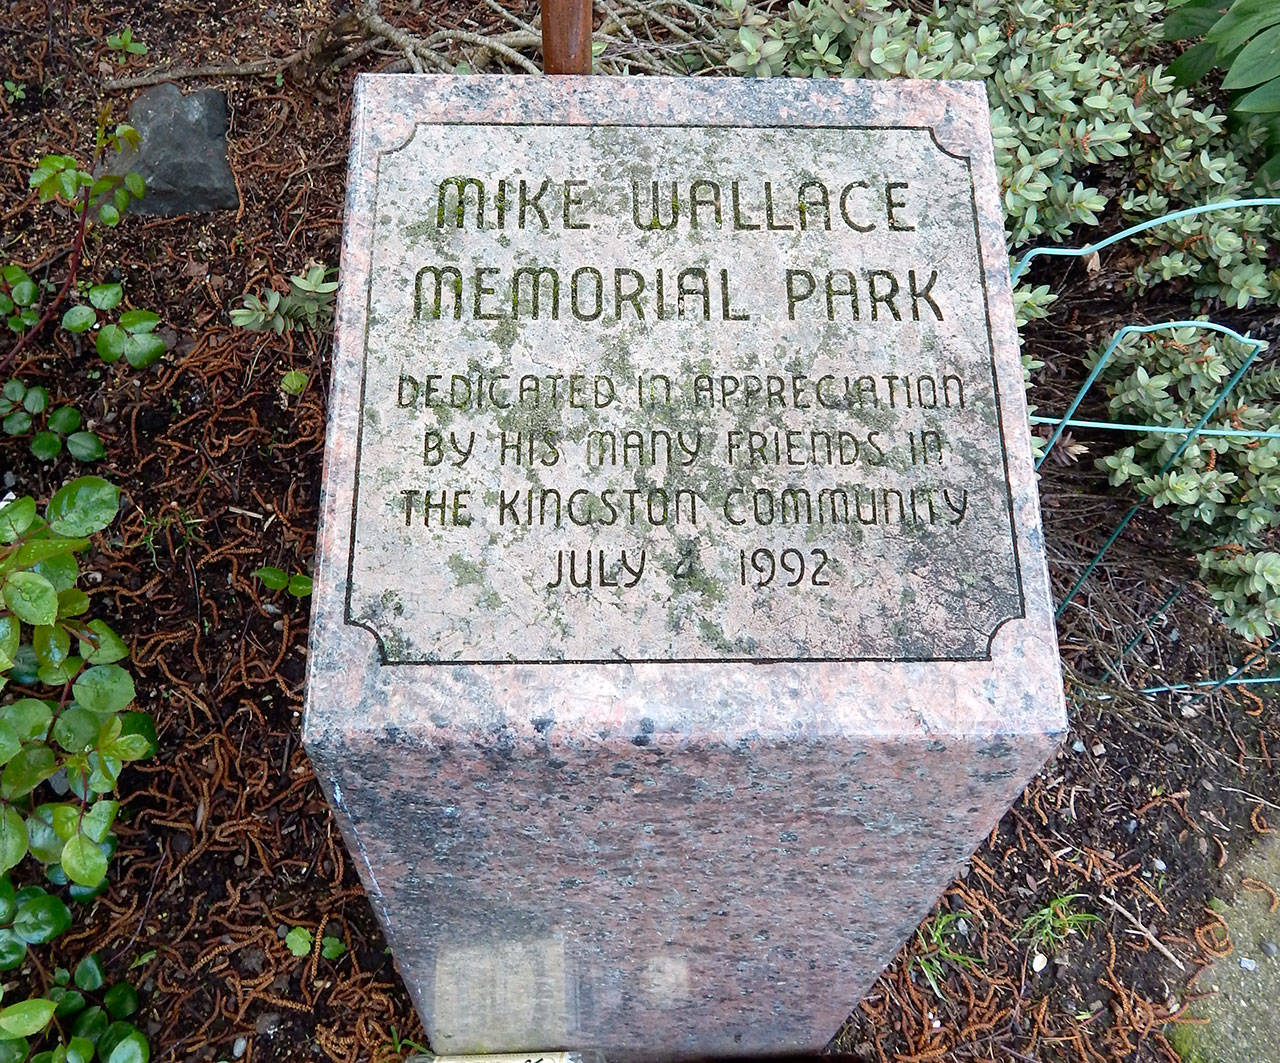 MIKE WALLACE
MEMORIAL PARK
DEDICATED IN APPRECIATION
BY HIS MANY FRIENDS IN
THE KINGSTON COMMUNITY
JULY 4 1992